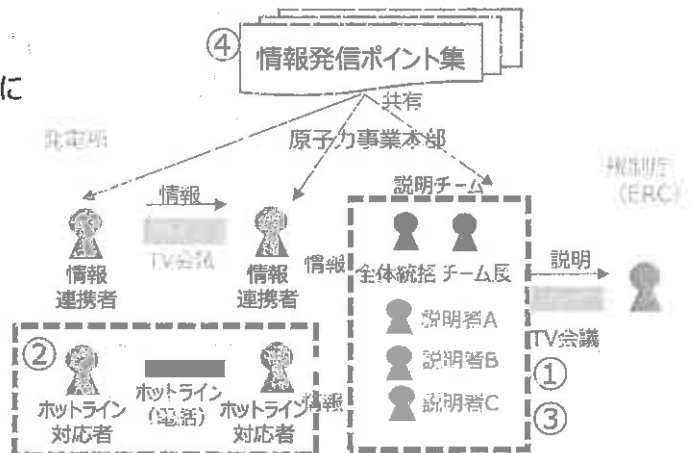 ④
情報発信ポイント集
に
共有
発電所
原子力事業本部
規制庁
(ERC)
情報
説明チーム
TV会議
情報
連携者
情報
連携者
情報
全体統括 チーム長
説明
説明者A
TV会議
②
説明者B
①
ホットライン
(電話)
ホットライン
対応者
ホットライン
対応者
情報
説明者C
③